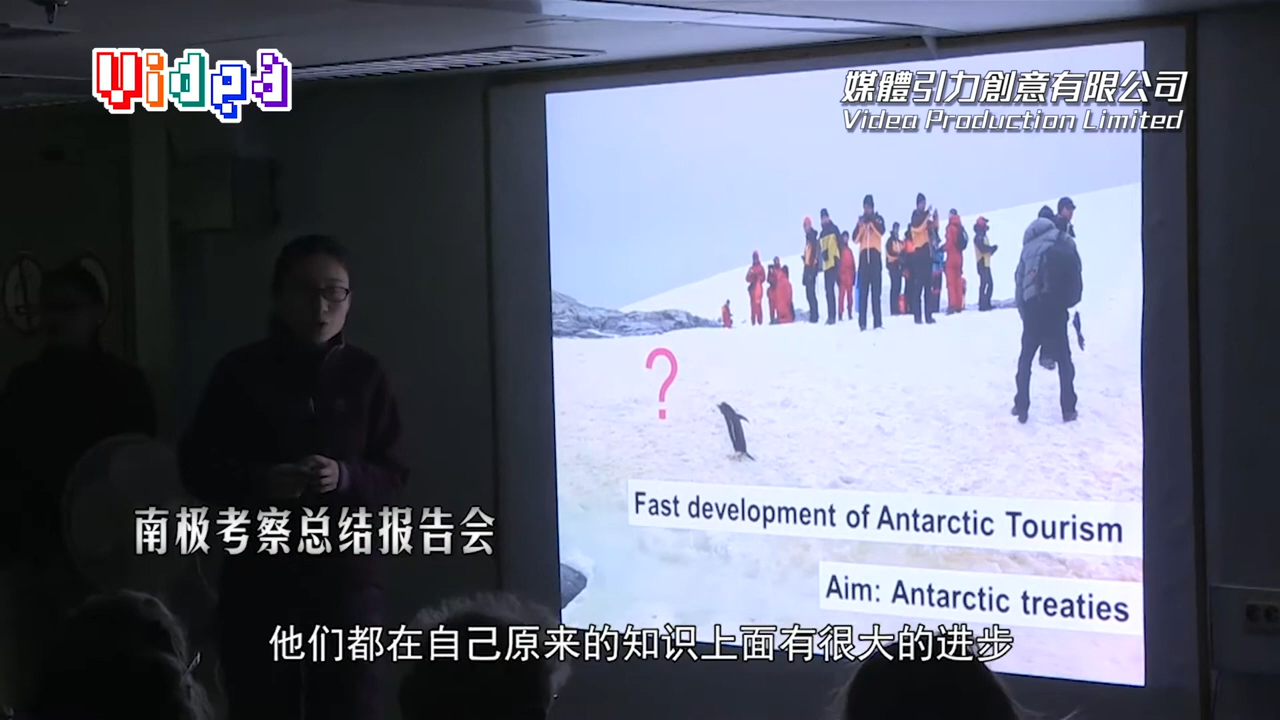 Videa
媒體引力創意有限公司
Videa Production Limited
?
Fast development of Antarctic Tourism
Aim: Antarctic treaties
南极考察总结报告会
他们都在自己原来的知识上面有很大的进步